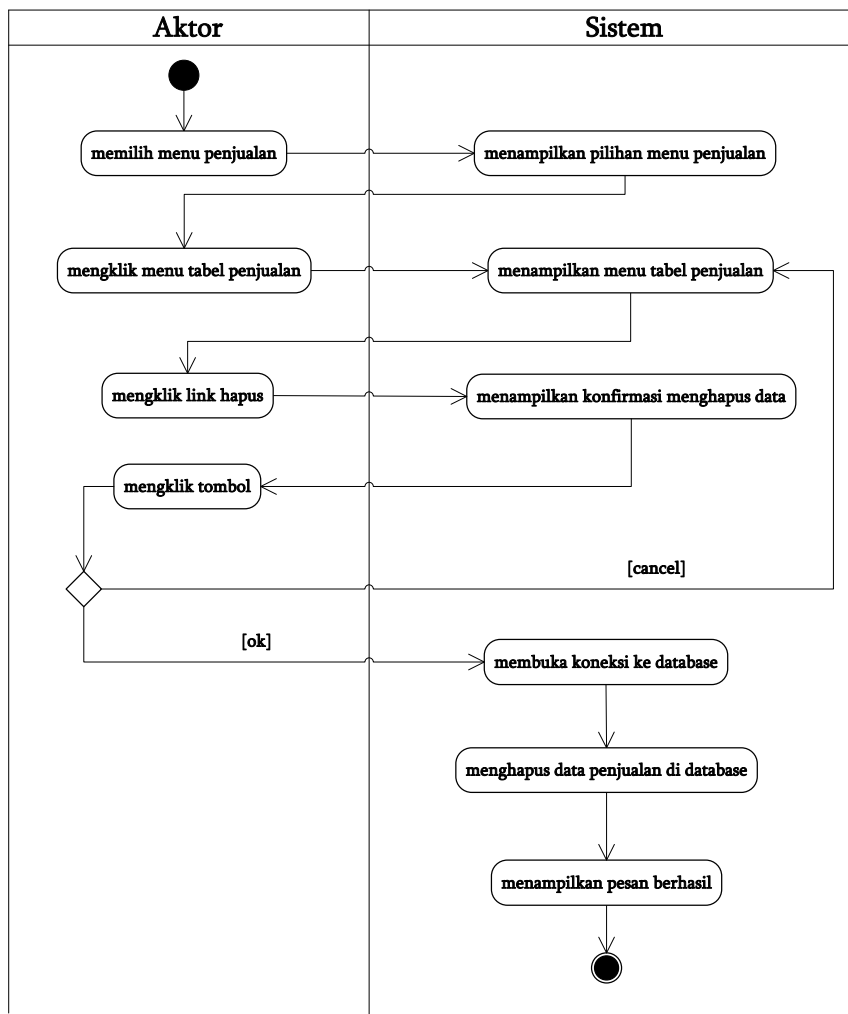 Aktor
Sistem
memilih menu penjualan
menampilkan pilihan menu penjualan
mengklik menu tabel penjualan
menampilkan menu tabel penjualan
mengklik link hapus
menampilkan konfirmasi menghapus data
mengklik tombol
[cancel]
[ok]
membuka koneksi ke database
menghapus data penjualan di database
menampilkan pesan berhasil